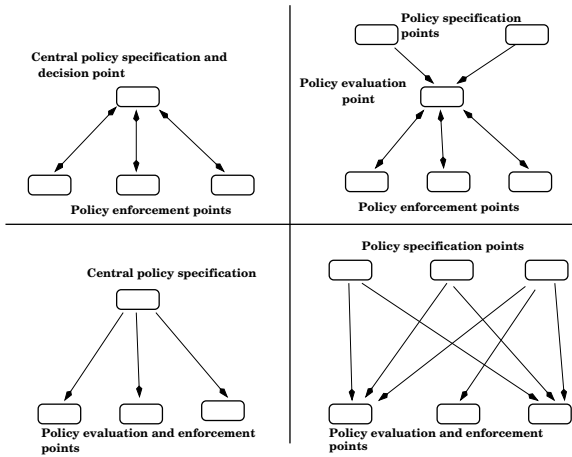 Central policy specification and
decision point
Policy enforcement points
Policy specification
points
Policy evaluation
point
Policy enforcement points
Central policy specification
Policy evaluation and enforcement
points
Policy specification points
Policy evaluation and enforcement
points